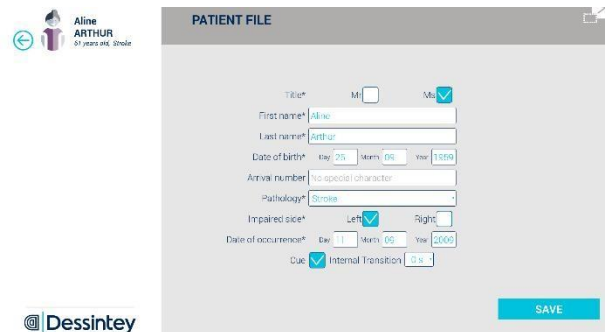 Aline
ARTHUR
61 years old, Stroke
PATIENT FILE
Title* Mr Ms
First name* Aline
Last name* Arthur
Date of birth* Day 25 Month 09 Year 1959
Arrival number No special character
Pathology* Stroke
Impaired side* Left Right
Date of occurrence* Day 11 Month 09 Year 2009
Cue Internal Transition 0 s
SAVE
Dessintey